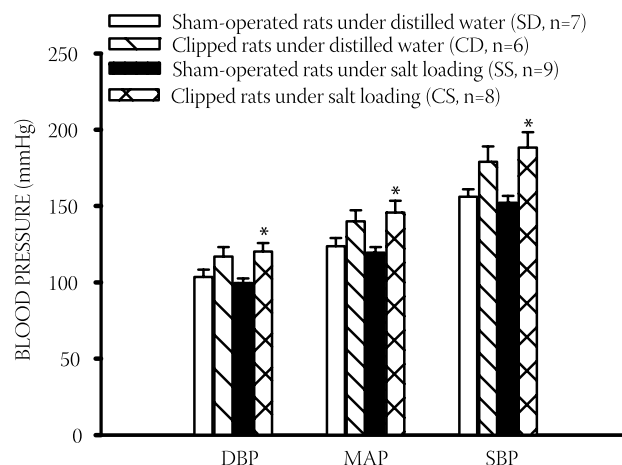 Sham-operated rats under distilled water (SD, n=7)
Clipped rats under distilled water (CD, n=6)
Sham-operated rats under salt loading (SS, n=9)
Clipped rats under salt loading (CS, n=8)
BLOOD PRESSURE (mmHg)
250
200
150
100
50
0
*
*
*
DBP MAP SBP